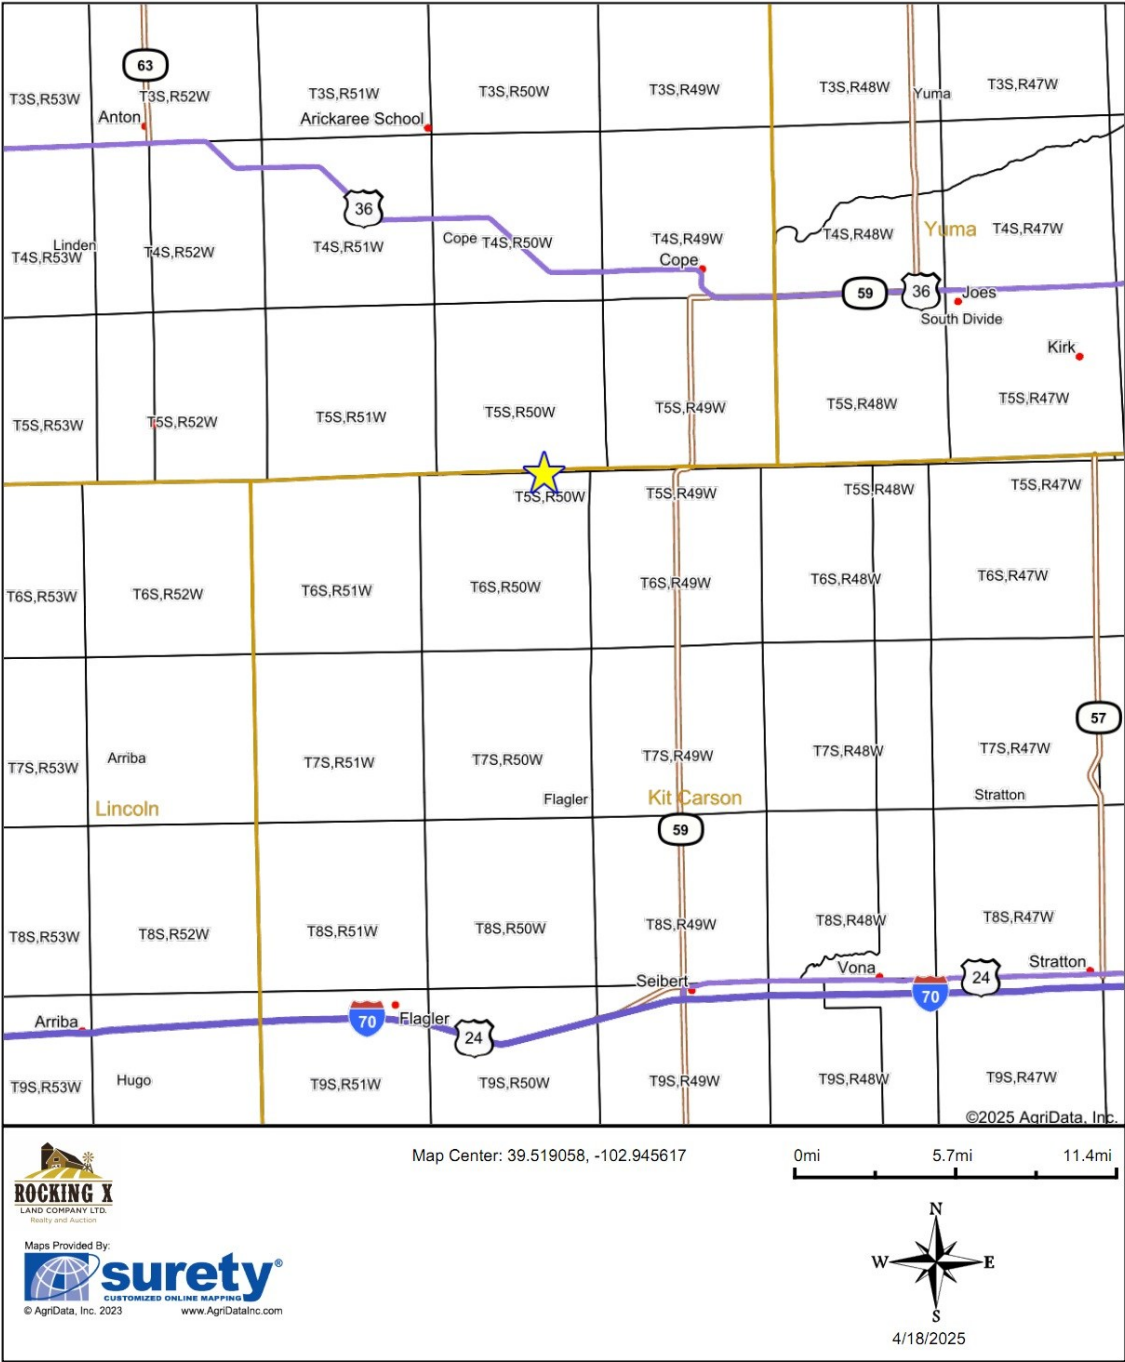 63
T3S,R53W
T3S,R52W
T3S,R51W
T3S,R50W
T3S,R49W
T3S,R48W
Yuma
T3S,R47W
Anton
Arickaree School
36
Linden
T4S,R53W
T4S,R52W
T4S,R51W
Cope
T4S,R50W
T4S,R49W
Cope
T4S,R48W
Yuma
T4S,R47W
59
36
Joes
South Divide
Kirk
T5S,R53W
T5S,R52W
T5S,R51W
T5S,R50W
T5S,R49W
T5S,R48W
T5S,R47W
T5S,R50W
T5S,R49W
T5S,R48W
T5S,R47W
T6S,R53W
T6S,R52W
T6S,R51W
T6S,R50W
T6S,R49W
T6S,R48W
T6S,R47W
57
T7S,R53W
Arriba
T7S,R51W
T7S,R50W
T7S,R49W
T7S,R48W
T7S,R47W
Lincoln
Flagler
Kit Carson
Stratton
59
T8S,R53W
T8S,R52W
T8S,R51W
T8S,R50W
T8S,R49W
T8S,R48W
T8S,R47W
Seibert
Vona
24
Stratton
70
Arriba
70
Flagler
24
T9S,R53W
Hugo
T9S,R51W
T9S,R50W
T9S,R49W
T9S,R48W
T9S,R47W
©2025 AgriData, Inc.
Map Center: 39.519058, -102.945617
0mi 5.7mi 11.4mi
ROCKING X
LAND COMPANY LTD.
Realty and Auction
Maps Provided By:
surety®
CUSTOMIZED ONLINE MAPPING
© AgriData, Inc. 2023 www.AgriDataInc.com
N
W E
S
4/18/2025